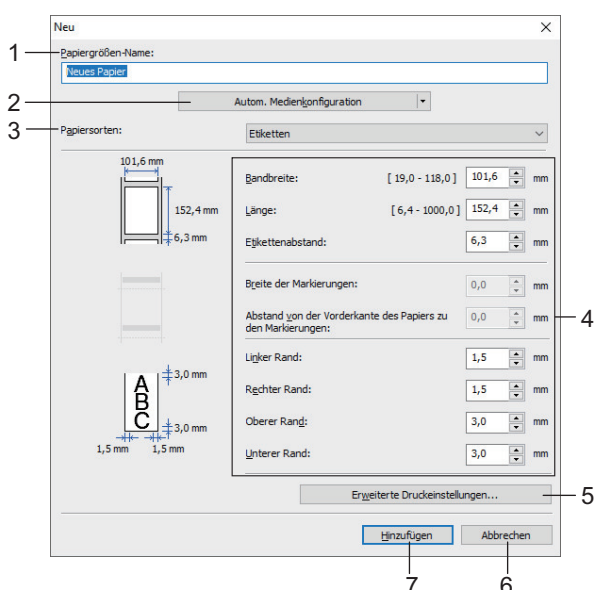 Neu
1
Papiergrößen-Name:
Neues Papier
2
Autom. Medienkonfiguration
3
Papiersorten:
Etiketten
101,6 mm
152,4 mm
6,3 mm
Bandbreite: [ 19,0 - 118,0 ] 101,6 mm
Länge: [ 6,4 - 1000,0 ] 152,4 mm
Etikettenabstand: 6,3 mm
Breite der Markierungen: 0,0 mm
Abstand von der Vorderkante des Papiers zu
den Markierungen: 0,0 mm
4
Linker Rand: 1,5 mm
Rechter Rand: 1,5 mm
Oberer Rand: 3,0 mm
Unterer Rand: 3,0 mm
3,0 mm
A
B
C
3,0 mm
1,5 mm 1,5 mm
Erweiterte Druckeinstellungen...
5
Hinzufügen
Abbrechen
7
6